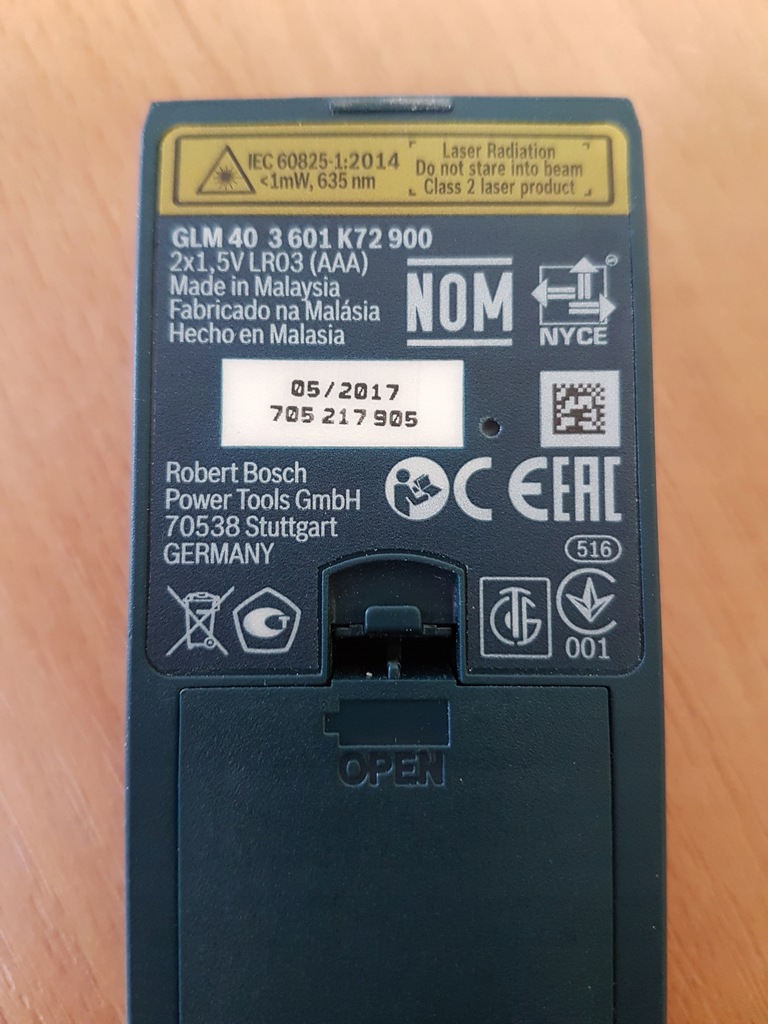 IEC 60825-1:2014
<1mW, 635 nm
Laser Radiation
Do not stare into beam
Class 2 laser product
GLM 40 3 601 K72 900
2x1,5V LR03 (AAA)
Made in Malaysia
Fabricado na Malásia
Hecho en Malasia
NOM
NYCE
05/2017
705 217 905
Robert Bosch
Power Tools GmbH
70538 Stuttgart
GERMANY
C E EAC
516
001
OPEN